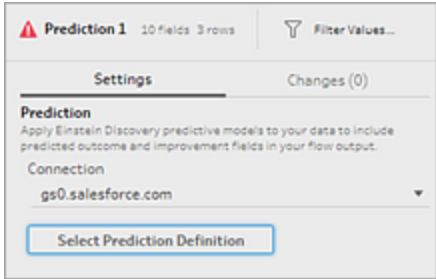 Prediction 1 10 fields 3 rows Filter Values...
Settings Changes (0)
Prediction
Apply Einstein Discovery predictive models to your data to include
predicted outcome and improvement fields in your flow output.
Connection
gs0.salesforce.com
Select Prediction Definition